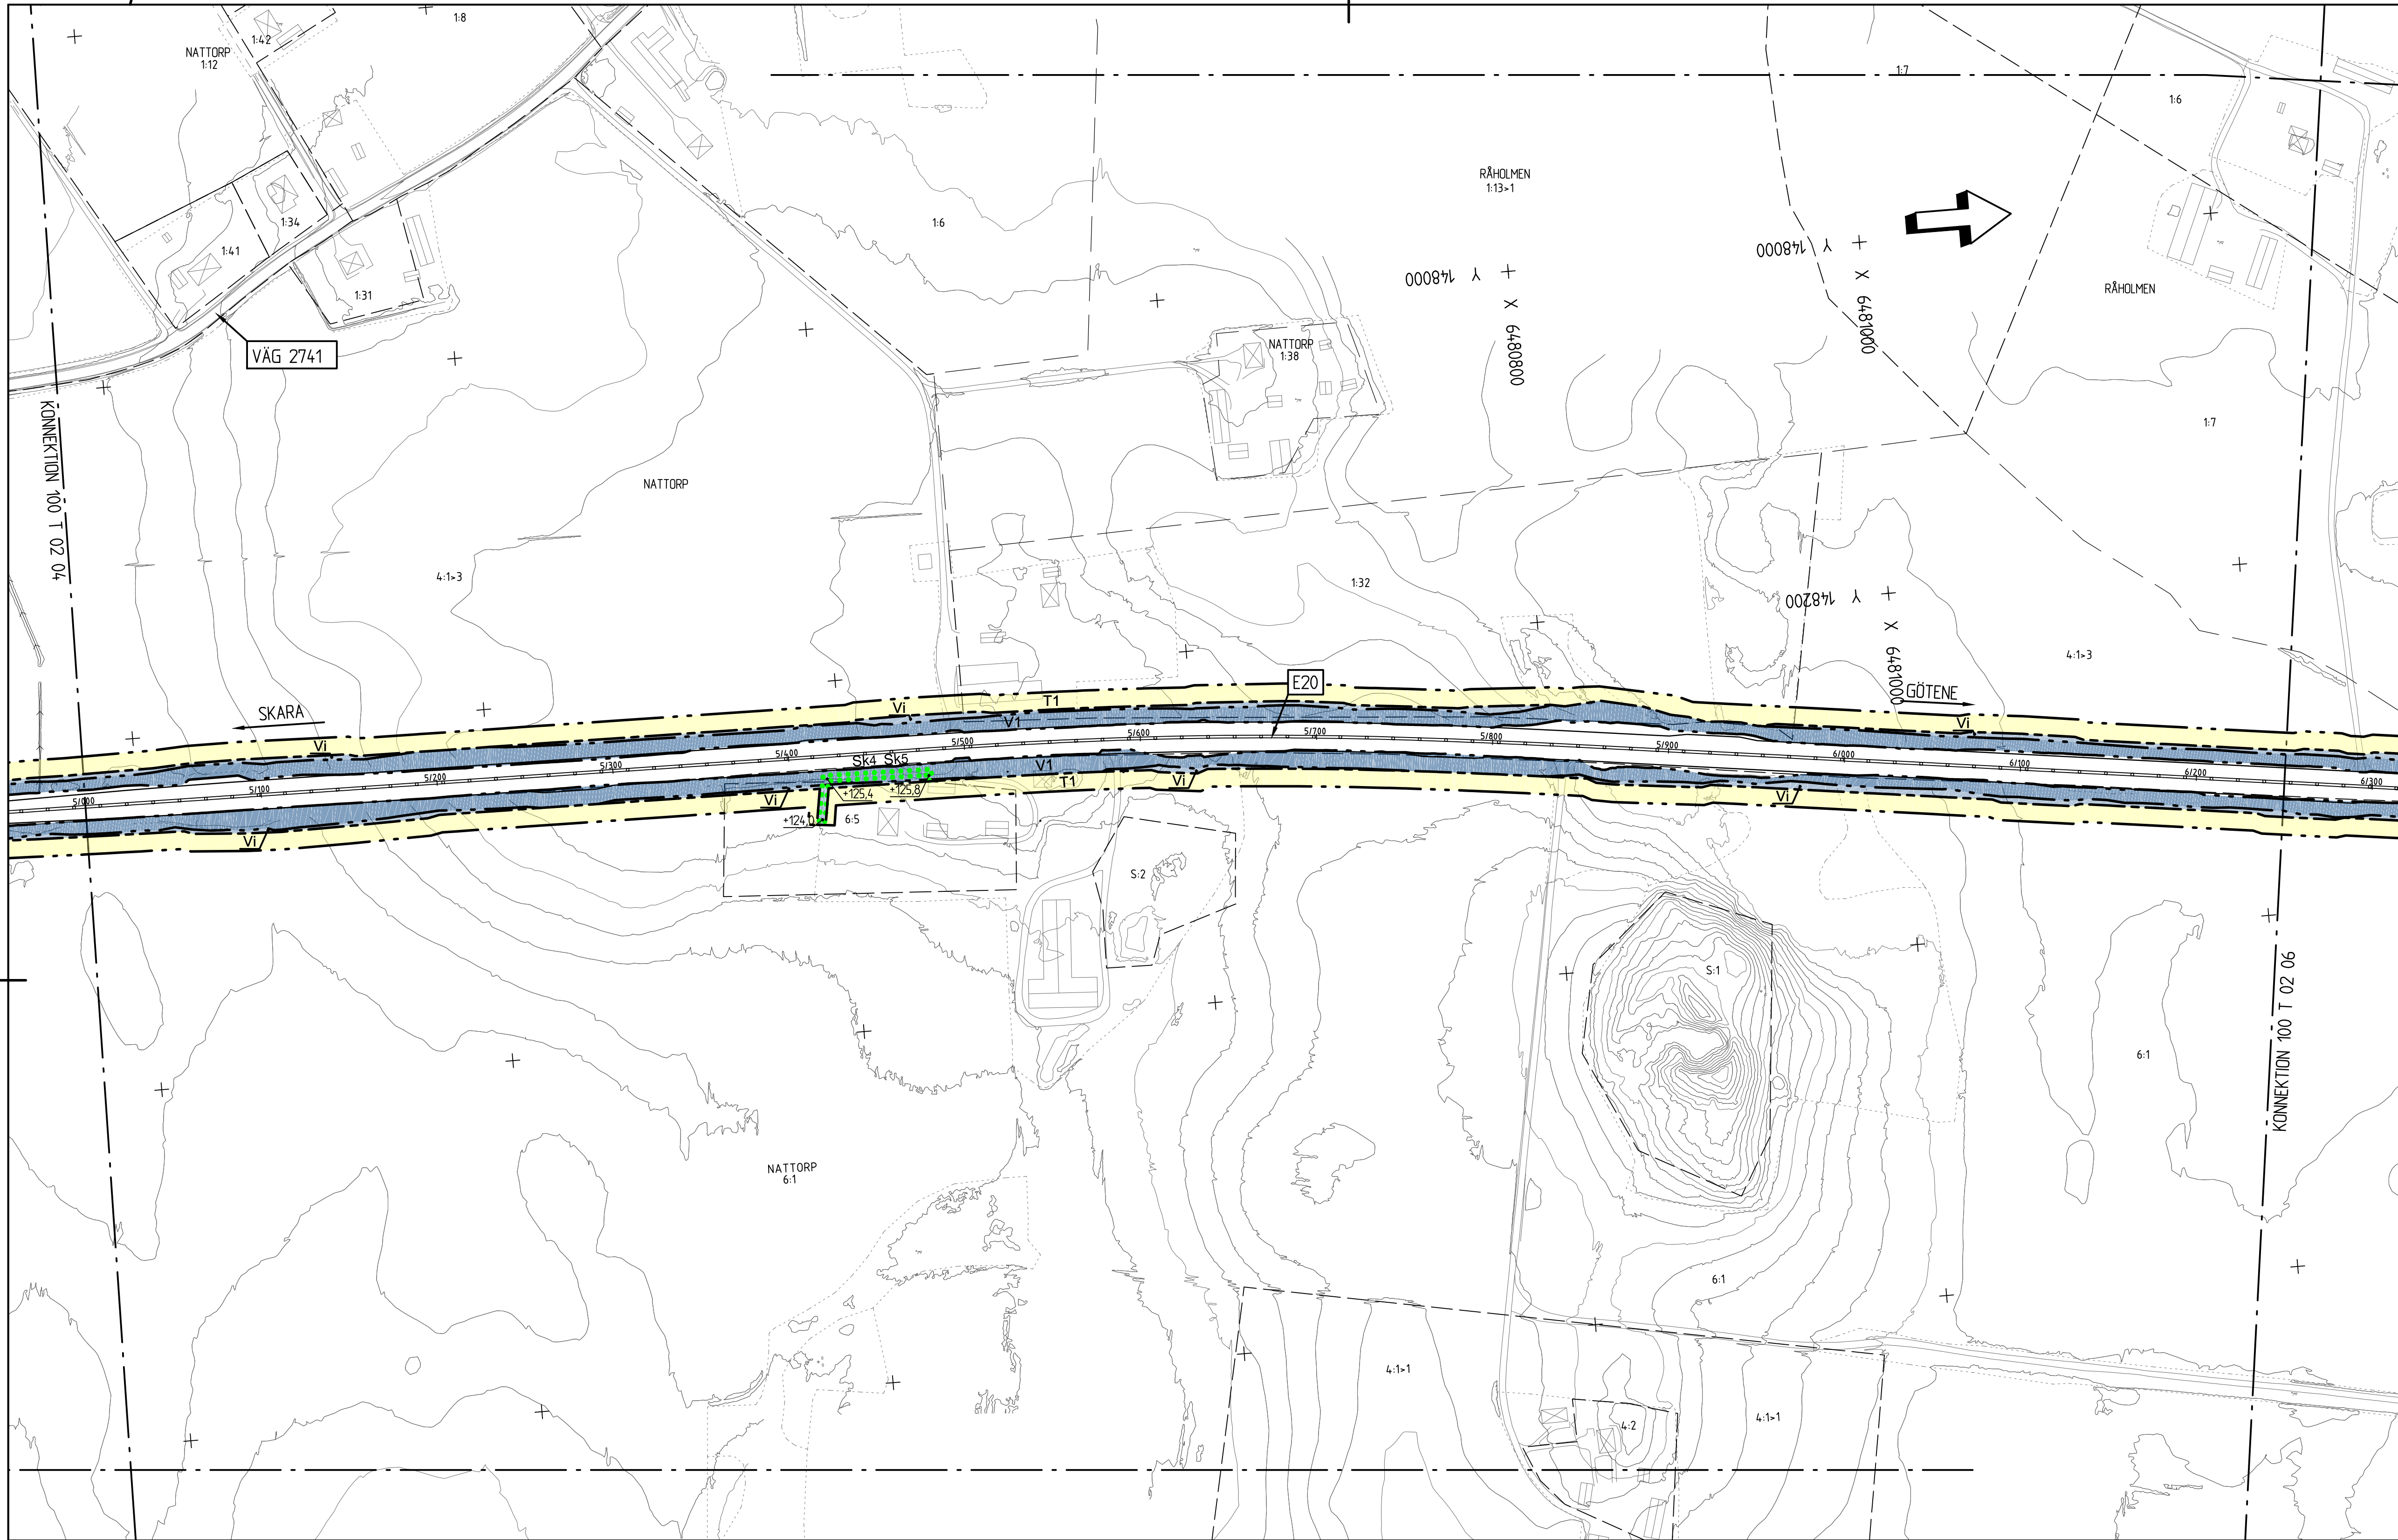 1:8
1:42
NATTORP
1:12
1:7
1:6
RÅHOLMEN
1:13>1
1:34
1:41
1:31
1:6
Y 148000
X 6480800
Y 148000
X 6481000
RÅHOLMEN
VÄG 2741
NATTORP
1:38
KONNEKTION 100 T 02 04
1:7
NATTORP
4:1>3
1:32
Y 148200
X 6481000
4:1>3
E20
GÖTENE
SKARA
Vi
Vi
T1
V1
Vi
5/000
5/100
5/200
5/300
5/400
5/500
5/600
5/700
5/800
5/900
6/000
6/100
6/200
6/300
Sk4 Sk5
V1
T1
Vi
Vi
Vi
Vi
+125,4
+125,8
+124,0
6:5
S:2
S:1
KONNEKTION 100 T 02 06
6:1
NATTORP
6:1
6:1
4:1>1
4:2
4:1>1